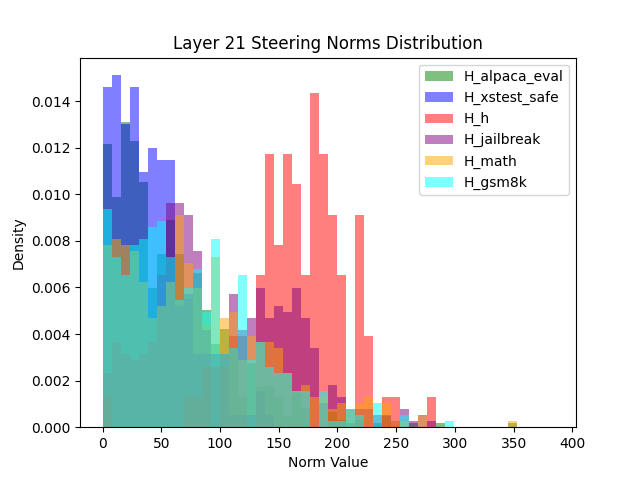 Layer 21 Steering Norms Distribution
H_alpaca_eval
H_xstest_safe
H_h
H_jailbreak
H_math
H_gsm8k
Density
0.014
0.012
0.010
0.008
0.006
0.004
0.002
0.000
0 50 100 150 200 250 300 350 400
Norm Value